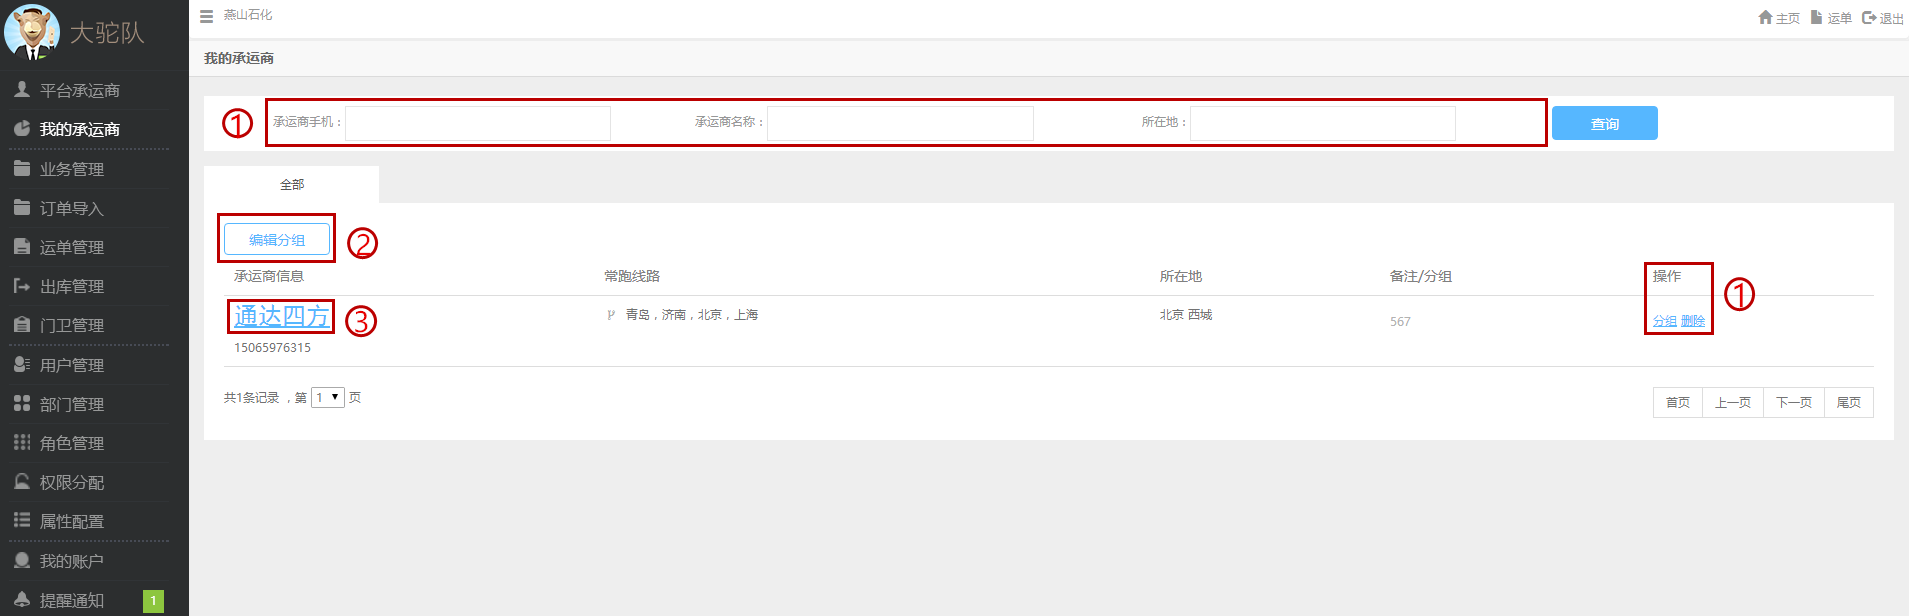 大驼队
燕山石化
主页 运单 退出
我的承运商
平台承运商
我的承运商
业务管理
订单导入
运单管理
出库管理
门卫管理
用户管理
部门管理
角色管理
权限分配
属性配置
我的账户
提醒通知 1
① 承运商手机： 承运商名称： 所在地： 查询
全部
编辑分组 ②
承运商信息 常跑线路 所在地 备注/分组 操作
通达四方 ③ 青岛，济南，北京，上海 北京 西城 567 分组 删除 ①
15065976315
共1条记录 ，第 1 页 首页 上一页 下一页 尾页